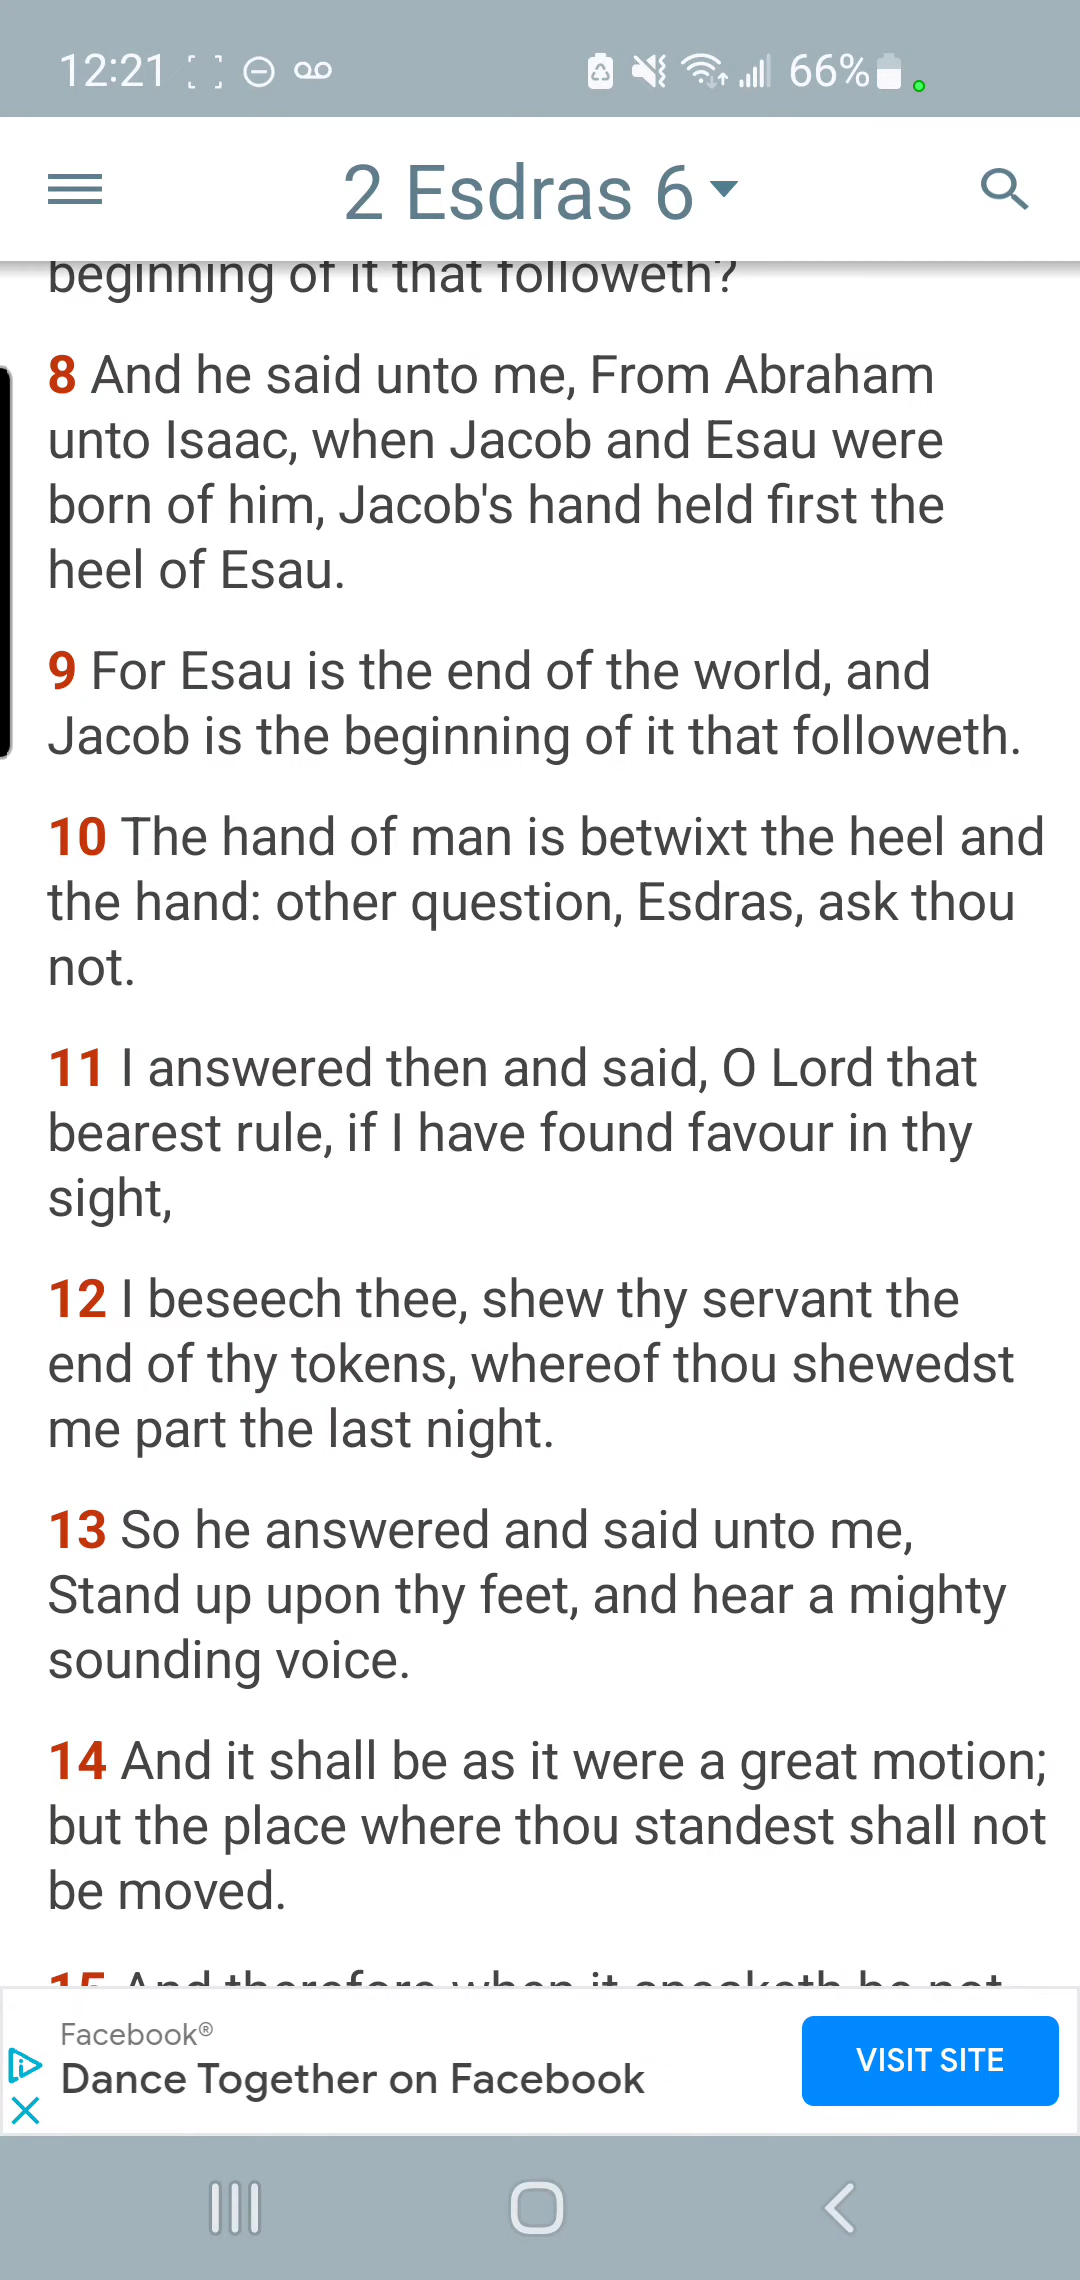 12:21
66%
2 Esdras 6
beginning of it that followeth?
8 And he said unto me, From Abraham
unto Isaac, when Jacob and Esau were
born of him, Jacob's hand held first the
heel of Esau.
9 For Esau is the end of the world, and
Jacob is the beginning of it that followeth.
10 The hand of man is betwixt the heel and
the hand: other question, Esdras, ask thou
not.
11 I answered then and said, O Lord that
bearest rule, if I have found favour in thy
sight,
12 I beseech thee, shew thy servant the
end of thy tokens, whereof thou shewedst
me part the last night.
13 So he answered and said unto me,
Stand up upon thy feet, and hear a mighty
sounding voice.
14 And it shall be as it were a great motion;
but the place where thou standest shall not
be moved.
15 And therefore when it speaketh be not
Facebook®
Dance Together on Facebook
VISIT SITE